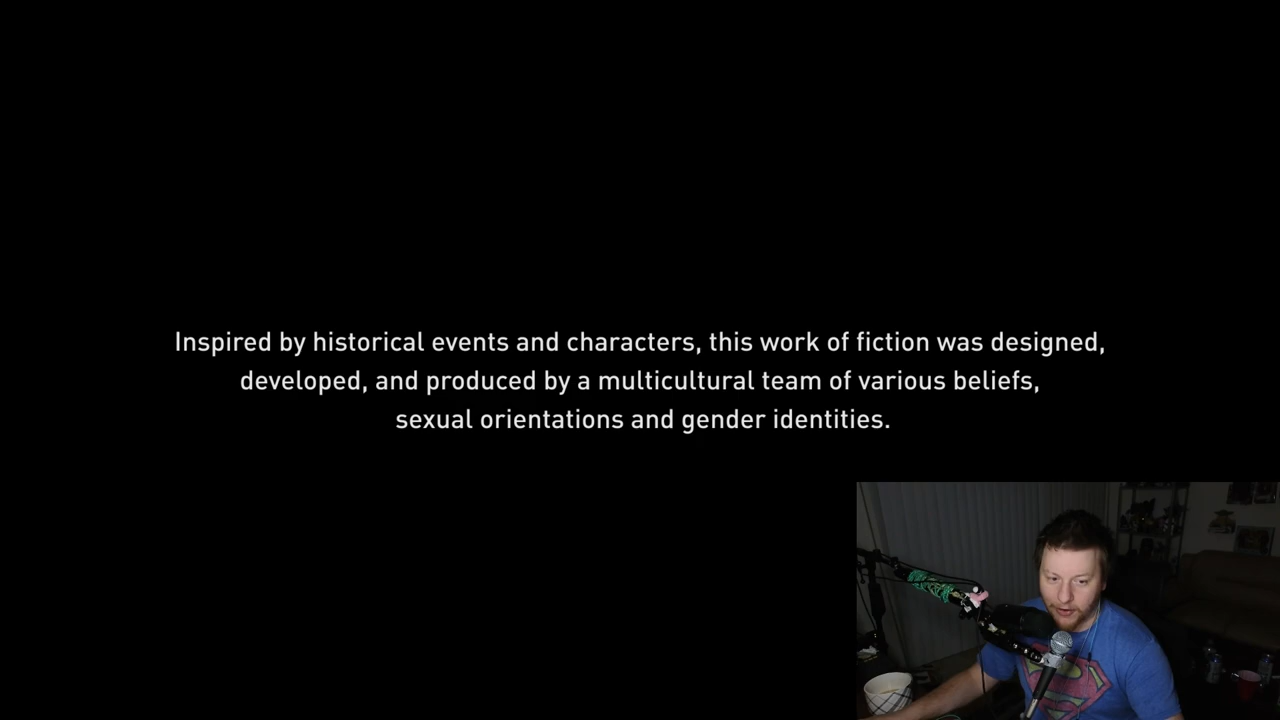 Inspired by historical events and characters, this work of fiction was designed,
developed, and produced by a multicultural team of various beliefs,
sexual orientations and gender identities.